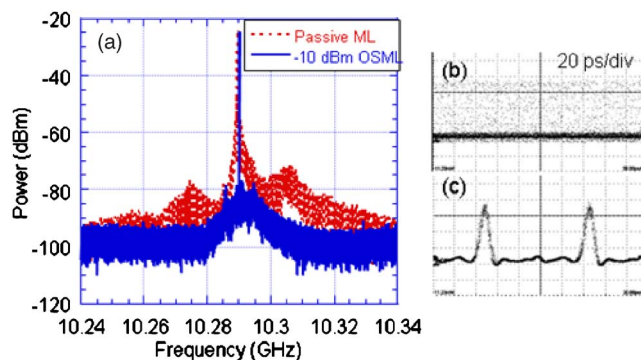 (a)
Passive ML
-10 dBm OSML
-20
-40
-60
-80
-100
-120
Power (dBm)
10.24
10.26
10.28
10.3
10.32
10.34
Frequency (GHz)
(b)
20 ps/div
(c)